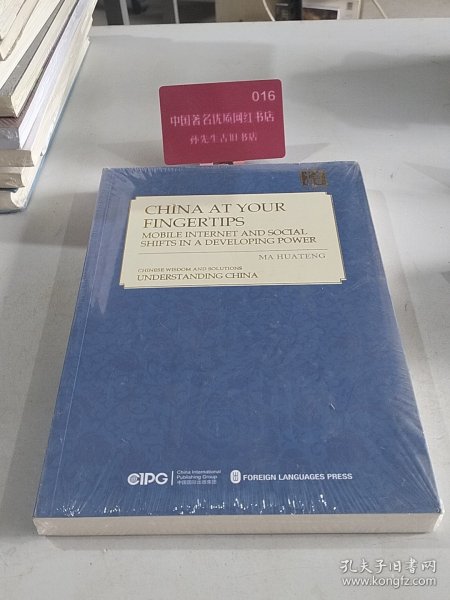 016
中国著名优质网红书店
孙先生古旧书店
CHINA AT YOUR
FINGERTIPS
MOBILE INTERNET AND SOCIAL
SHIFTS IN A DEVELOPING POWER
MA HUATENG
CHINESE WISDOM AND SOLUTIONS
UNDERSTANDING CHINA
CIPG
China International
Publishing Group
中国国际出版集团
FOREIGN LANGUAGES PRESS
孔夫子旧书网
www.kongfz.com